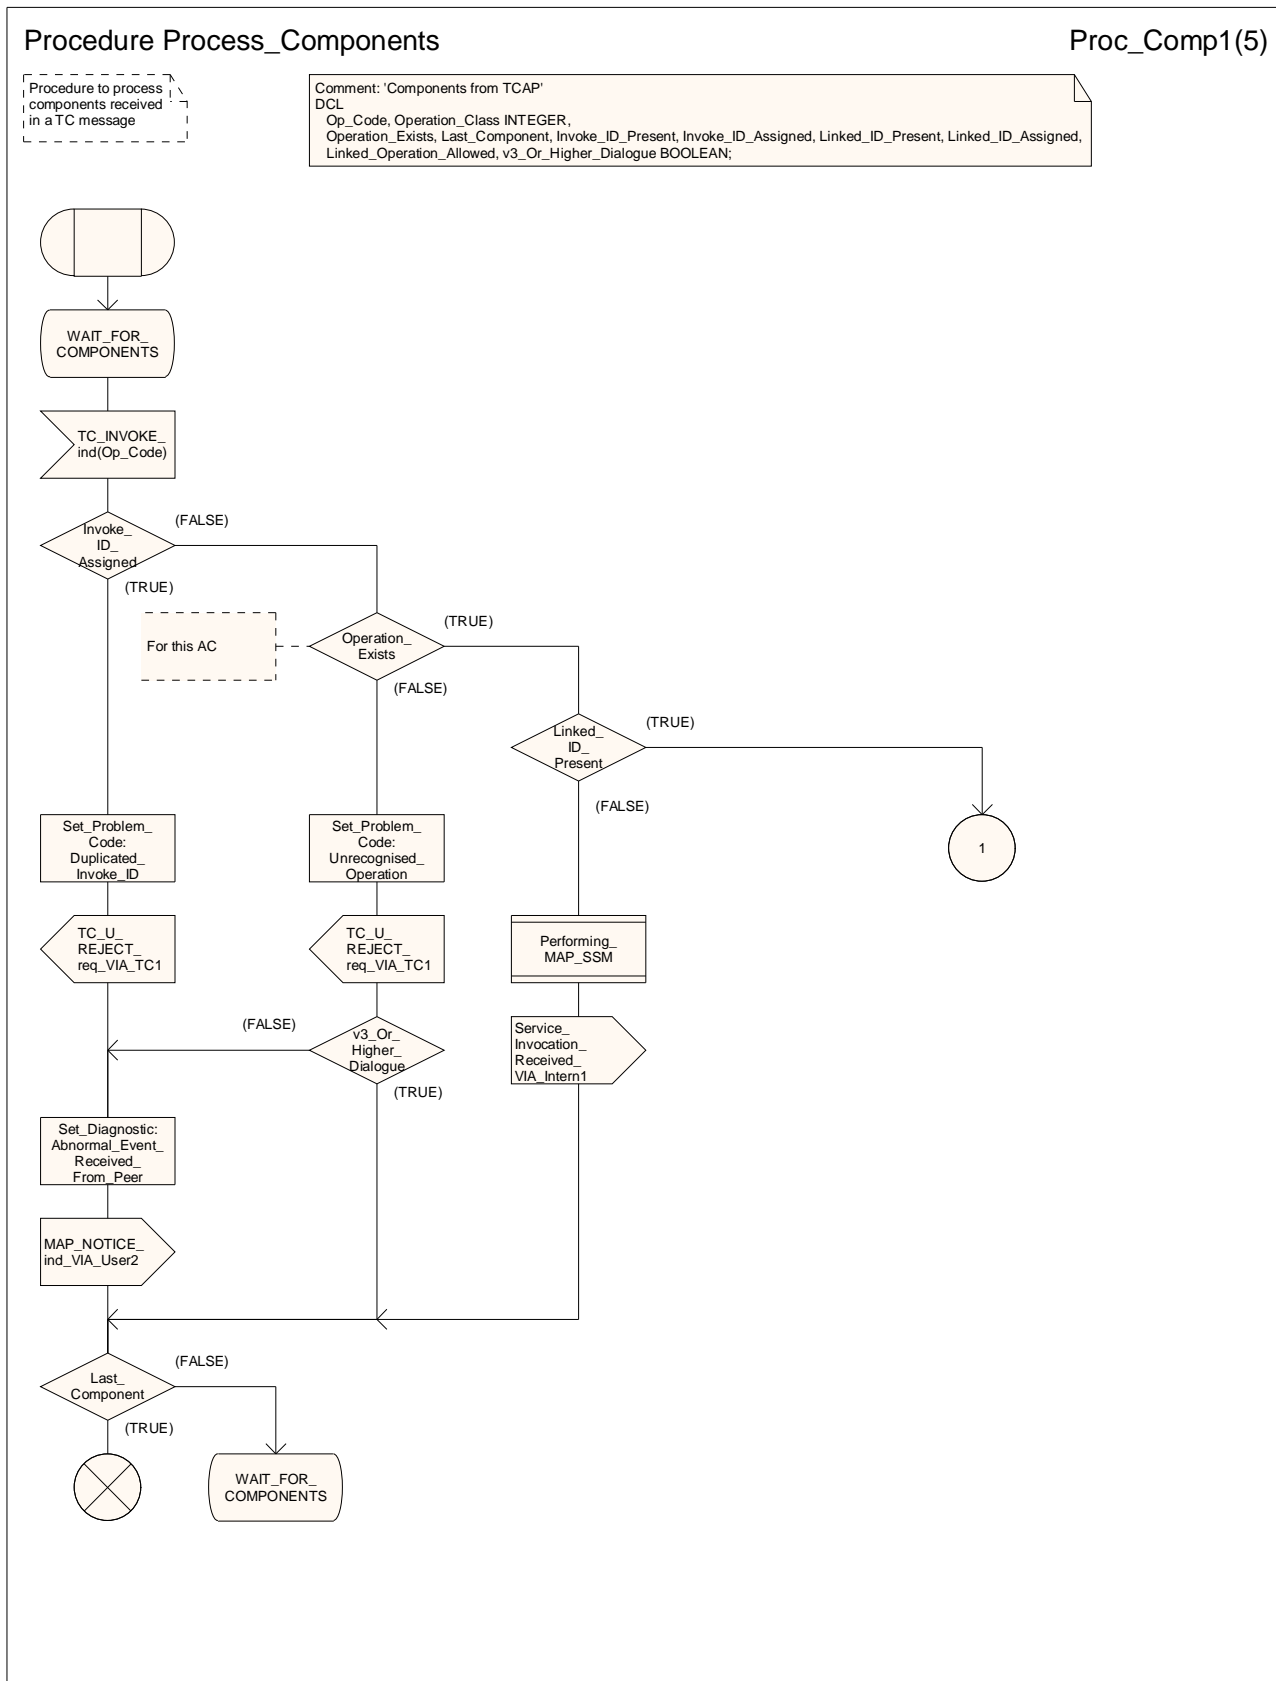 Procedure Process_Components
Proc_Comp1(5)
Procedure to process
components received
in a TC message
Comment: 'Components from TCAP'
DCL
Op_Code, Operation_Class INTEGER,
Operation_Exists, Last_Component, Invoke_ID_Present, Invoke_ID_Assigned, Linked_ID_Present, Linked_ID_Assigned,
Linked_Operation_Allowed, v3_Or_Higher_Dialogue BOOLEAN;
WAIT_FOR_
COMPONENTS
TC_INVOKE_
ind(Op_Code)
Invoke_
ID_
Assigned
(FALSE)
(TRUE)
For this AC
Operation_
Exists
(TRUE)
(FALSE)
Linked_
ID_
Present
(TRUE)
(FALSE)
1
Set_Problem_
Code:
Duplicated_
Invoke_ID
Set_Problem_
Code:
Unrecognised_
Operation
TC_U_
REJECT_
req_VIA_TC1
TC_U_
REJECT_
req_VIA_TC1
Performing_
MAP_SSM
(FALSE)
v3_Or_
Higher_
Dialogue
(TRUE)
Service_
Invocation_
Received_
VIA_Intern1
Set_Diagnostic:
Abnormal_Event_
Received_
From_Peer
MAP_NOTICE_
ind_VIA_User2
Last_
Component
(FALSE)
(TRUE)
WAIT_FOR_
COMPONENTS